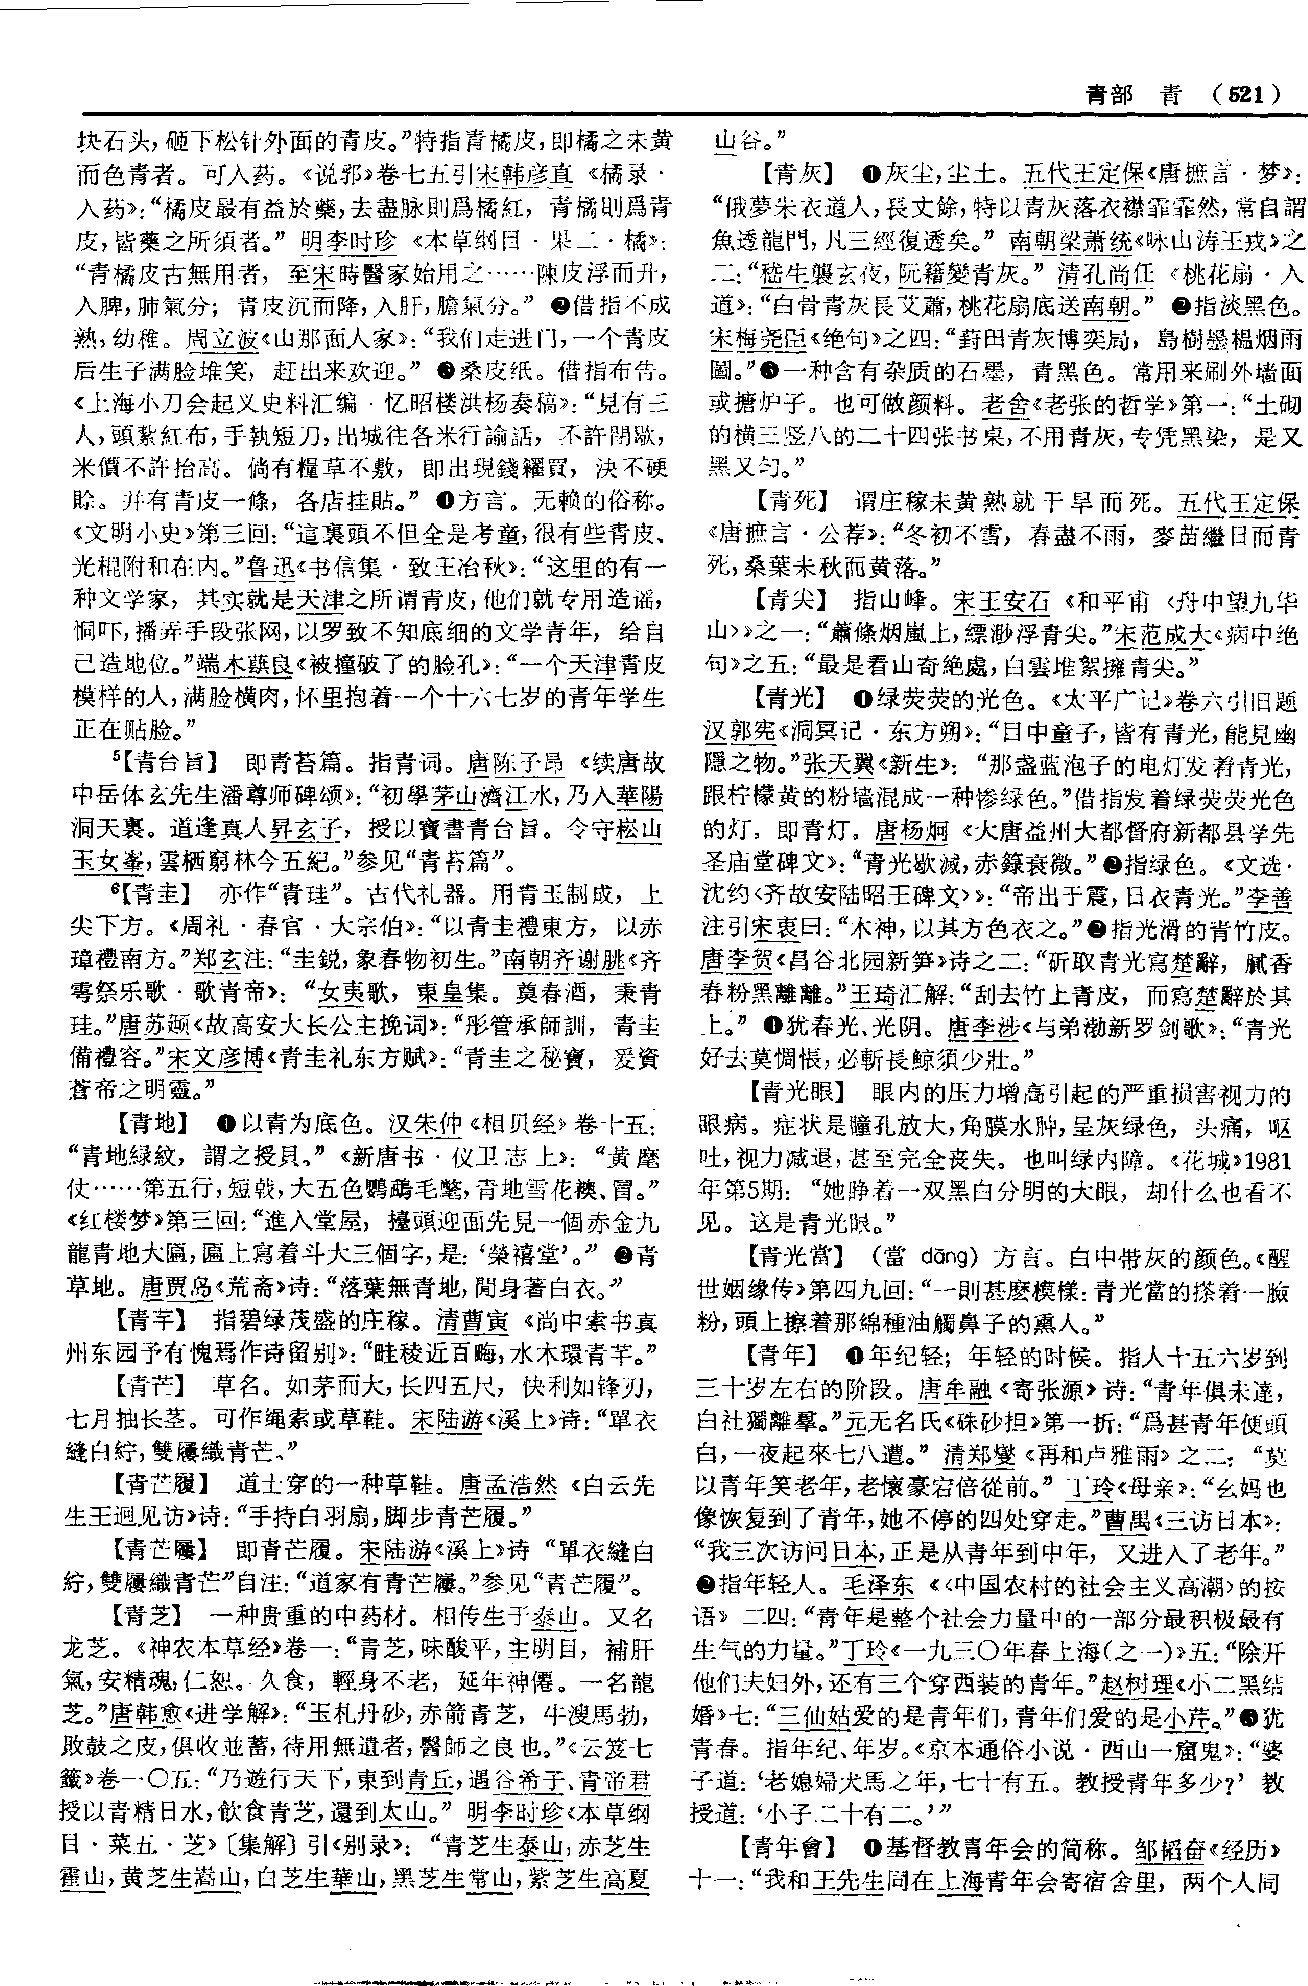 青部 青 (521)
块石头,砸下松针外面的青皮。”特指青橘皮,即橘之未黄
而色青者。可入药。《说郛》卷七五引宋韩彦直《橘录·
入药》:“橘皮最有益於藥,去盡脉則爲橘紅,青橘則爲青
皮,皆藥之所須者。”明李时珍《本草纲目·果二·橘》:
“青橘皮古無用者,至宋時醫家始用之……陳皮浮而升,
入脾,肺氣分;青皮沉而降,入肝,膽氣分。”❷借指不成
熟,幼稚。周立波《山那面人家》:“我们走进门,一个青皮
后生子满脸堆笑,赶出来欢迎。”❸桑皮纸。借指布告。
《上海小刀会起义史料汇编·忆昭楼洪杨奏稿》:“見有三
人,頭紮紅布,手執短刀,出城往各米行諭話,不許閉歇,
米價不許抬高。倘有糧草不敷,即出現錢糴買,決不硬
賒。并有青皮一條,各店挂貼。”❹方言。无赖的俗称。
《文明小史》第三回:“這裏頭不但全是考童,很有些青皮、
光棍附和在内。”鲁迅《书信集·致王冶秋》:“这里的有一
种文学家,其实就是天津之所谓青皮,他们就专用造谣,
恫吓,播弄手段张网,以罗致不知底细的文学青年,给自
己造地位。”端木蕻良《被撞破了的脸孔》:“一个天津青皮
模样的人,满脸横肉,怀里抱着一个十六七岁的青年学生
正在贴脸。”
⁵【青台旨】 即青苔篇。指青词。唐陈子昂《续唐故
中岳体玄先生潘尊师碑颂》:“初學茅山濟江水,乃入華陽
洞天裏。道逢真人昇玄子,授以寶書青台旨。令守崧山
玉女峯,雲栖窮林今五紀。”参见“青苔篇”。
⁶【青圭】 亦作“青珪”。古代礼器。用青玉制成,上
尖下方。《周礼·春官·大宗伯》:“以青圭禮東方,以赤
璋禮南方。”郑玄注:“圭鋭,象春物初生。”南朝齐谢朓《齐
雩祭乐歌·歌青帝》:“女夷歌,東皇集。奠春酒,秉青
珪。”唐苏颋《故高安大长公主挽词》:“彤管承師訓,青圭
備禮容。”宋文彦博《青圭礼东方赋》:“青圭之秘寶,爰資
蒼帝之明靈。”
【青地】 ❶以青为底色。汉朱仲《相贝经》卷十五:
“青地緑紋,謂之授貝。”《新唐书·仪卫志上》:“黄麾
仗……第五行,短戟,大五色鸚鵡毛氅,青地雪花襖、冒。”
《红楼梦》第三回:“進入堂屋,擡頭迎面先見一個赤金九
龍青地大匾,匾上寫着斗大三個字,是:‘榮禧堂’。”❷青
草地。唐贾岛《荒斋》诗:“落葉無青地,閒身著白衣。”
【青芉】 指碧绿茂盛的庄稼。清曹寅《尚中索书真
州东园予有愧焉作诗留别》:“畦稜近百畮,水木環青芉。”
【青芒】 草名。如茅而大,长四五尺,快利如锋刃,
七月抽长茎。可作绳索或草鞋。宋陆游《溪上》诗:“單衣
縫白紵,雙屨織青芒。”
【青芒履】 道士穿的一种草鞋。唐孟浩然《白云先
生王迥见访》诗:“手持白羽扇,脚步青芒履。”
【青芒屨】 即青芒履。宋陆游《溪上》诗“單衣縫白
紵,雙屨織青芒”自注:“道家有青芒屨。”参见“青芒履”。
【青芝】 一种贵重的中药材。相传生于泰山。又名
龙芝。《神农本草经》卷一:“青芝,味酸平,主明目,補肝
氣,安精魂,仁恕。久食,輕身不老,延年神僊。一名龍
芝。”唐韩愈《进学解》:“玉札丹砂,赤箭青芝,牛溲馬勃,
敗鼓之皮,俱收並蓄,待用無遺者,醫師之良也。”《云笈七
籤》卷一〇五:“乃遊行天下,東到青丘,遇谷希子、青帝君
授以青精日水,飲食青芝,還到太山。”明李时珍《本草纲
目·菜五·芝》〔集解〕引《别录》:“青芝生泰山,赤芝生
霍山,黄芝生嵩山,白芝生華山,黑芝生常山,紫芝生高夏
山谷。”
【青灰】 ❶灰尘,尘土。五代王定保《唐摭言·梦》:
“俄夢朱衣道人,長丈餘,特以青灰落衣襟霏霏然,常自謂
魚透龍門,凡三經復透矣。”南朝梁萧统《咏山涛王戎》之
二:“嵇生襲玄夜,阮籍變青灰。”清孔尚任《桃花扇·入
道》:“白骨青灰長艾蕭,桃花扇底送南朝。”❷指淡黑色。
宋梅尧臣《绝句》之四:“葑田青灰博奕局,島樹墨榅烟雨
圖。”❸一种含有杂质的石墨,青黑色。常用来刷外墙面
或搪炉子。也可做颜料。老舍《老张的哲学》第一:“土砌
的横三竖八的二十四张书桌,不用青灰,专凭黑染,是又
黑又匀。”
【青死】 谓庄稼未黄熟就干旱而死。五代王定保
《唐摭言·公荐》:“冬初不雪,春盡不雨,麥苗繼日而青
死,桑葉未秋而黄落。”
【青尖】 指山峰。宋王安石《和平甫〈舟中望九华
山〉》之一:“蕭條烟嵐上,縹渺浮青尖。”宋范成大《病中绝
句》之五:“最是看山奇絶處,白雲堆絮擁青尖。”
【青光】 ❶绿荧荧的光色。《太平广记》卷六引旧题
汉郭宪《洞冥记·东方朔》:“目中童子,皆有青光,能見幽
隱之物。”张天翼《新生》:“那盏蓝泡子的电灯发着青光,
跟柠檬黄的粉墙混成一种惨绿色。”借指发着绿荧荧光色
的灯,即青灯。唐杨炯《大唐益州大都督府新都县学先
圣庙堂碑文》:“青光歇滅,赤籙衰微。”❷指绿色。《文选·
沈约〈齐故安陆昭王碑文〉》:“帝出于震,日衣青光。”李善
注引宋衷曰:“木神,以其方色衣之。”❸指光滑的青竹皮。
唐李贺《昌谷北园新笋》诗之二:“斫取青光寫楚辭,膩香
春粉黑離離。”王琦汇解:“刮去竹上青皮,而寫楚辭於其
上。”❹犹春光、光阴。唐李涉《与弟渤新罗剑歌》:“青光
好去莫惆悵,必斬長鯨須少壯。”
【青光眼】 眼内的压力增高引起的严重损害视力的
眼病。症状是瞳孔放大,角膜水肿,呈灰绿色,头痛,呕
吐,视力减退,甚至完全丧失。也叫绿内障。《花城》1981
年第5期:“她睁着一双黑白分明的大眼,却什么也看不
见。这是青光眼。”
【青光當】 (當 dāng) 方言。白中带灰的颜色。《醒
世姻缘传》第四九回:“一則甚麽模樣:青光當的搽着一臉
粉,頭上擦着那綿種油觸鼻子的熏人。”
【青年】 ❶年纪轻;年轻的时候。指人十五六岁到
三十岁左右的阶段。唐牟融《寄张源》诗:“青年俱未達,
白社獨離羣。”元无名氏《硃砂担》第一折:“爲甚青年便頭
白,一夜起來七八遭。”清郑燮《再和卢雅雨》之二:“莫
以青年笑老年,老懷豪宕倍從前。”丁玲《母亲》:“幺妈也
像恢复到了青年,她不停的四处穿走。”曹禺《三访日本》:
“我三次访问日本,正是从青年到中年,又进入了老年。”
❷指年轻人。毛泽东《〈中国农村的社会主义高潮〉的按
语》二四:“青年是整个社会力量中的一部分最积极最有
生气的力量。”丁玲《一九三〇年春上海(之一)》五:“除开
他们夫妇外,还有三个穿西装的青年。”赵树理《小二黑结
婚》七:“三仙姑爱的是青年们,青年们爱的是小芹。”❸犹
青春。指年纪、年岁。《京本通俗小说·西山一窟鬼》:“婆
子道:‘老媳婦犬馬之年,七十有五。教授青年多少?’教
授道:‘小子二十有二。’”
【青年會】 ❶基督教青年会的简称。邹韬奋《经历》
十一:“我和王先生同在上海青年会寄宿舍里,两个人同